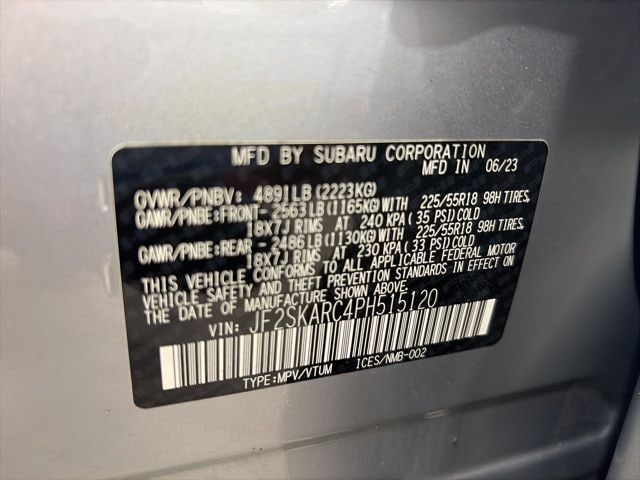 MFD BY SUBARU CORPORATION
MFD IN 06/23
GVWR/PNBV: 4891LB(2223KG)
GAWR/PNBE:FRONT- 2563LB(1165KG)WITH 225/55R18 98H TIRES,
18X7J RIMS AT 240 KPA( 35 PSI)COLD
GAWR/PNBE:REAR - 2486LB(1130KG)WITH 225/55R18 98H TIRES,
18X7J RIMS AT 230 KPA( 33 PSI)COLD
THIS VEHICLE CONFORMS TO ALL APPLICABLE FEDERAL MOTOR
VEHICLE SAFETY AND THEFT PREVENTION STANDARDS IN EFFECT ON
THE DATE OF MANUFACTURE SHOWN ABOVE.
VIN: JF2SKARC4PH515120
TYPE:MPV/VTUM ICES/NMB-002